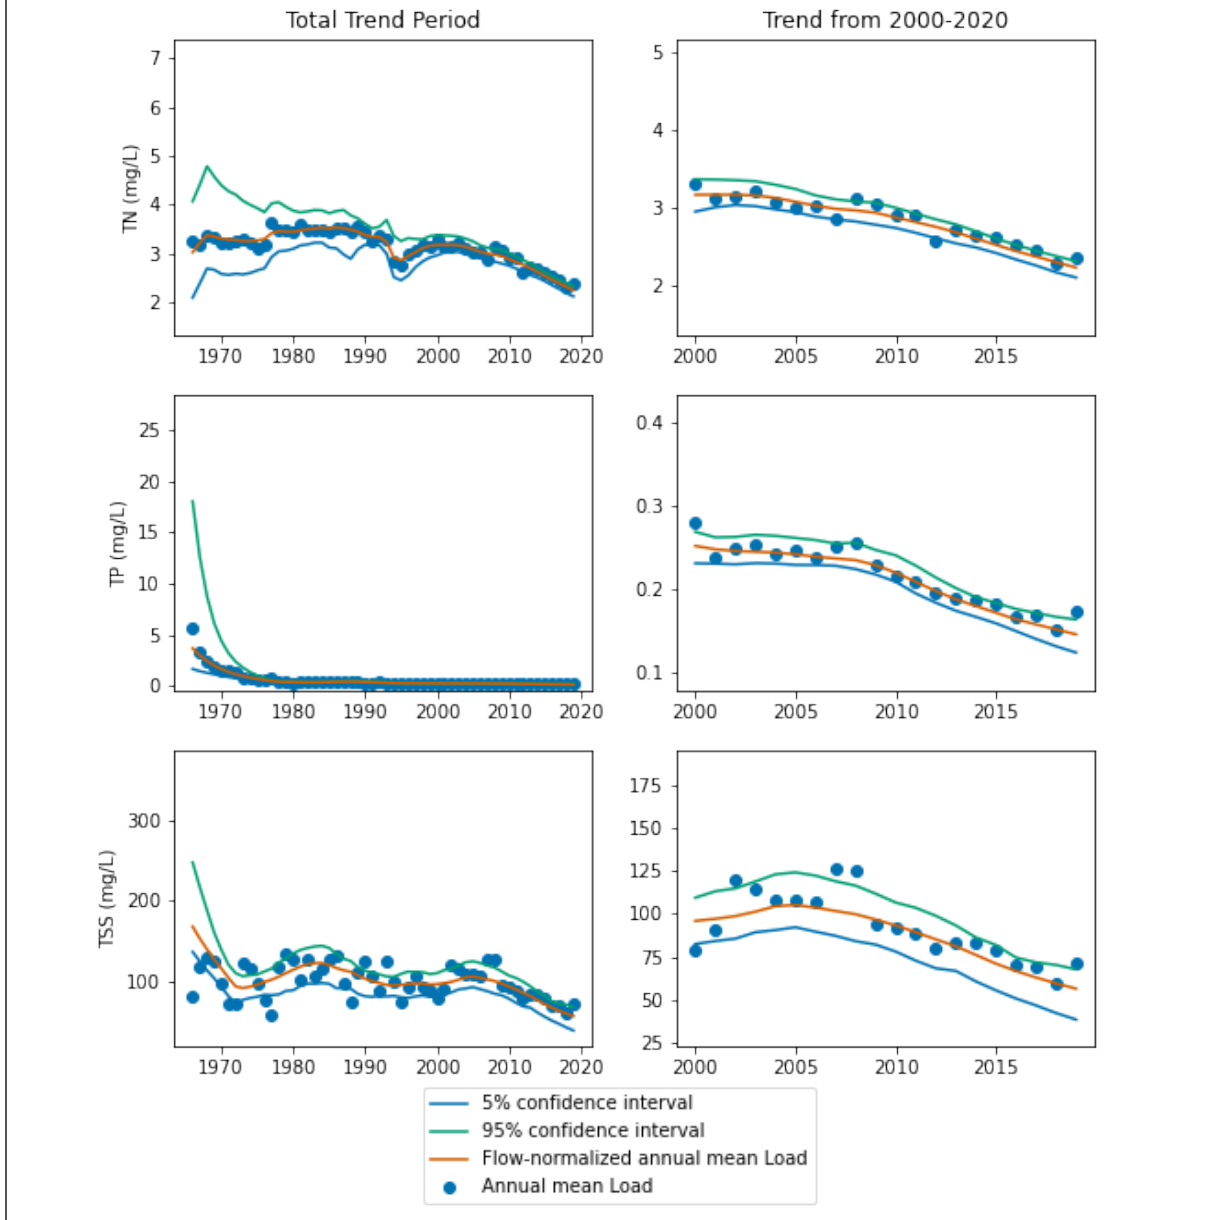 Total Trend Period
Trend from 2000-2020
TN (mg/L)
7
6
5
4
3
2
1970 1980 1990 2000 2010 2020
5
4
3
2
2000 2005 2010 2015
TP (mg/L)
25
20
15
10
5
0
1970 1980 1990 2000 2010 2020
0.4
0.3
0.2
0.1
2000 2005 2010 2015
TSS (mg/L)
300
200
100
1970 1980 1990 2000 2010 2020
175
150
125
100
75
50
25
2000 2005 2010 2015
5% confidence interval
95% confidence interval
Flow-normalized annual mean Load
Annual mean Load